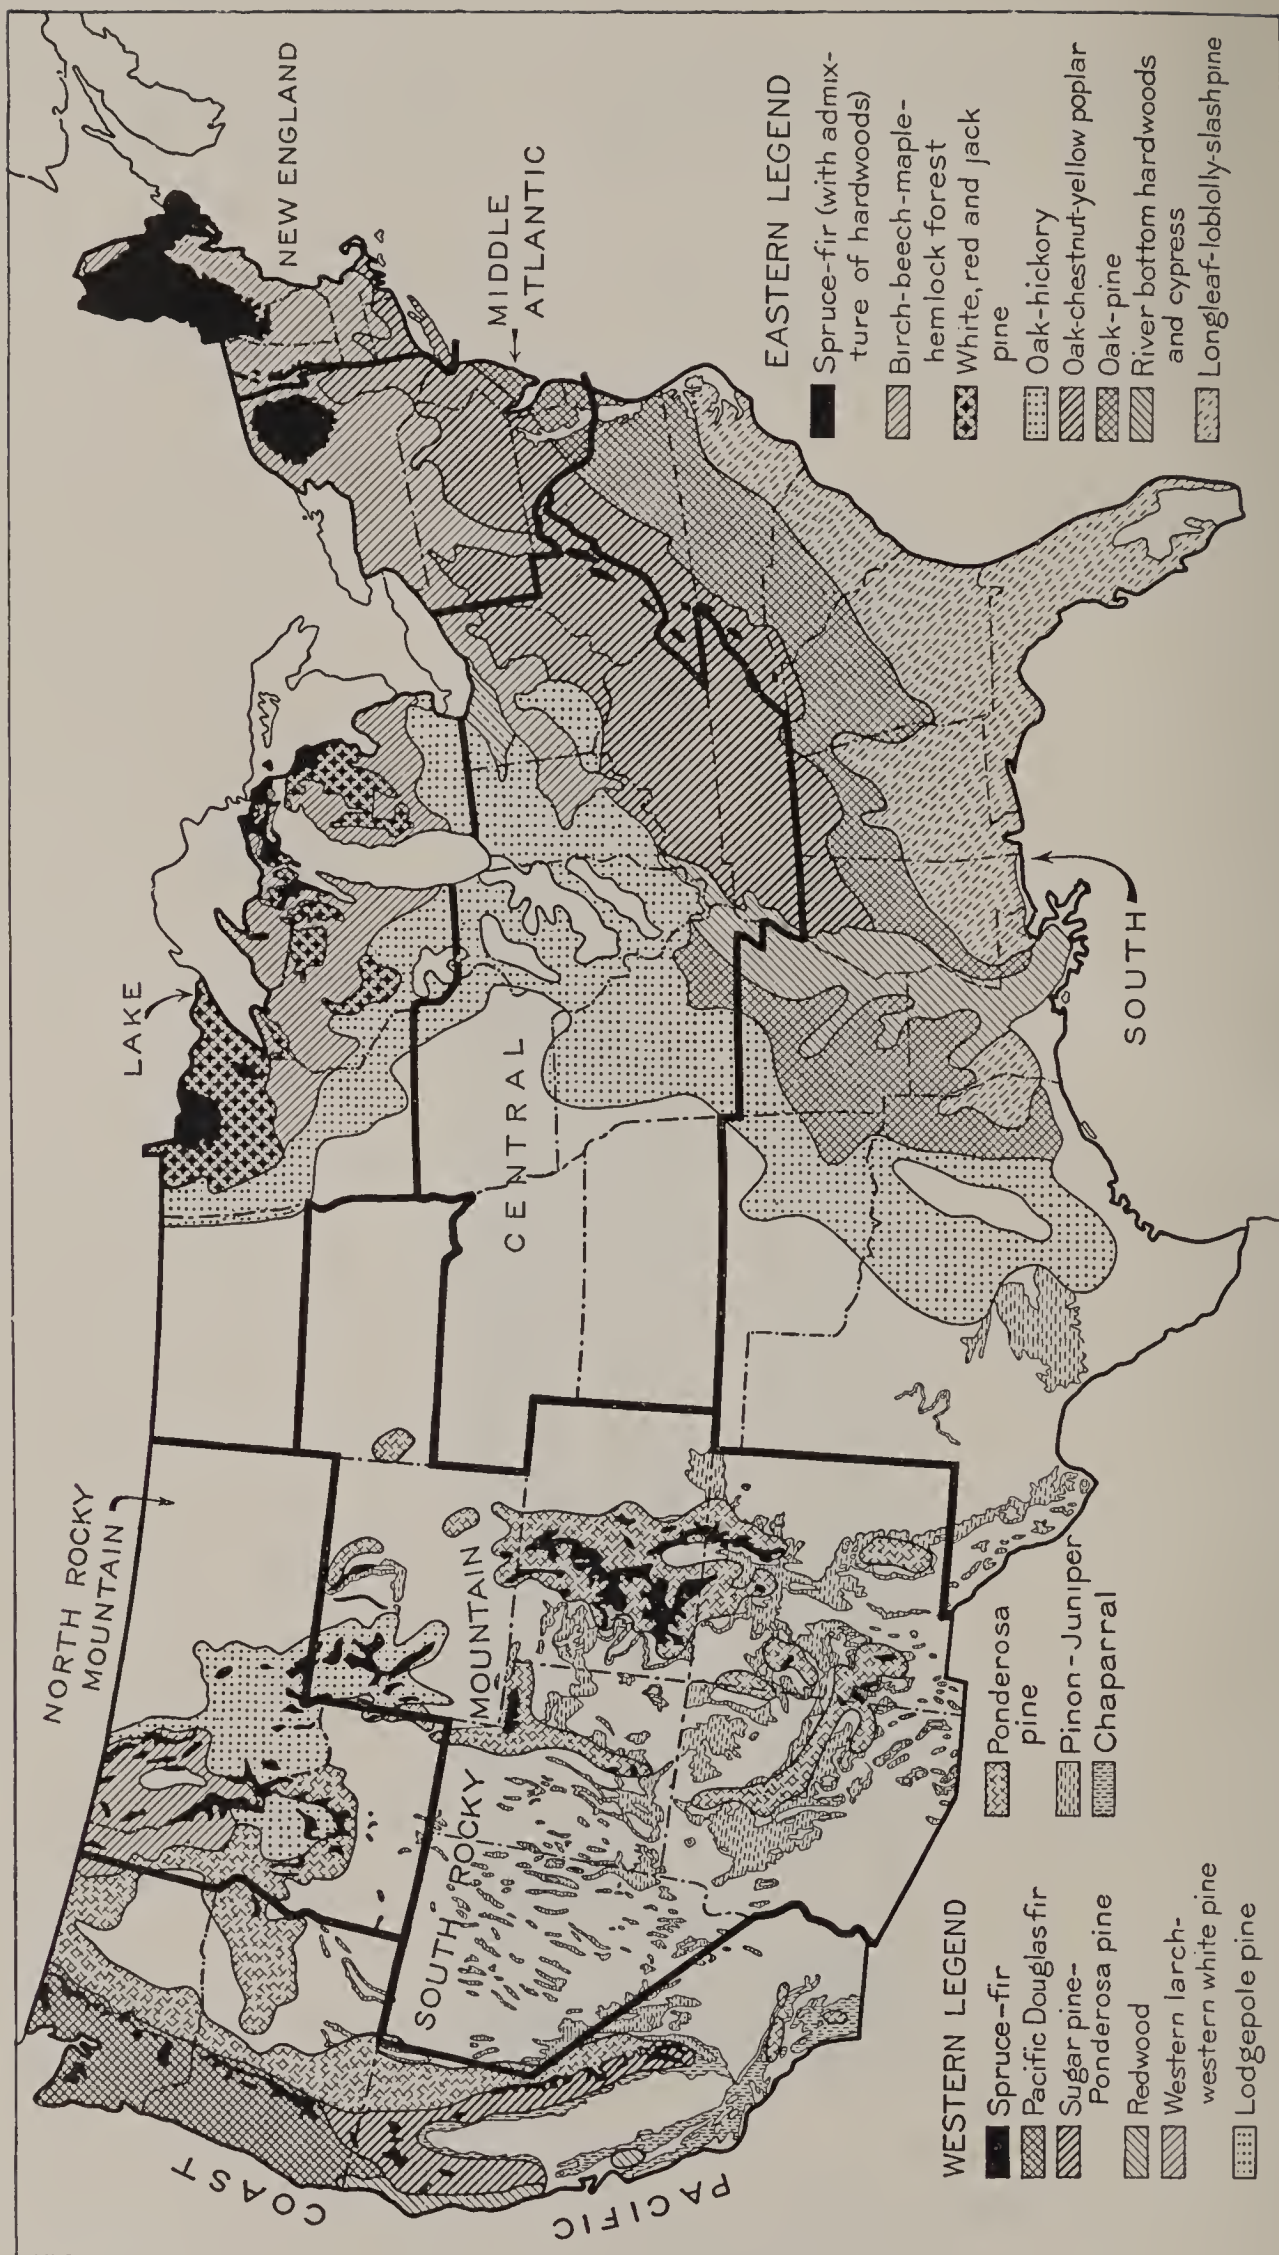 PACIFIC
COAST
NORTH ROCKY
MOUNTAIN
SOUTH ROCKY
MOUNTAIN
CENTRAL
LAKE
SOUTH
NEW ENGLAND
MIDDLE
ATLANTIC
WESTERN LEGEND
Spruce-fir
Pacific Douglas fir
Sugar pine-
Ponderosa pine
Redwood
Western larch-
western white pine
Lodgepole pine
Ponderosa
pine
Pinon-Juniper
Chaparral
EASTERN LEGEND
Spruce-fir (with admix-
ture of hardwoods)
Birch-beech-maple-
hemlock forest
White, red and jack
pine
Oak-hickory
Oak-chestnut-yellow poplar
Oak-pine
River bottom hardwoods
and cypress
Longleaf-loblolly-slashpine